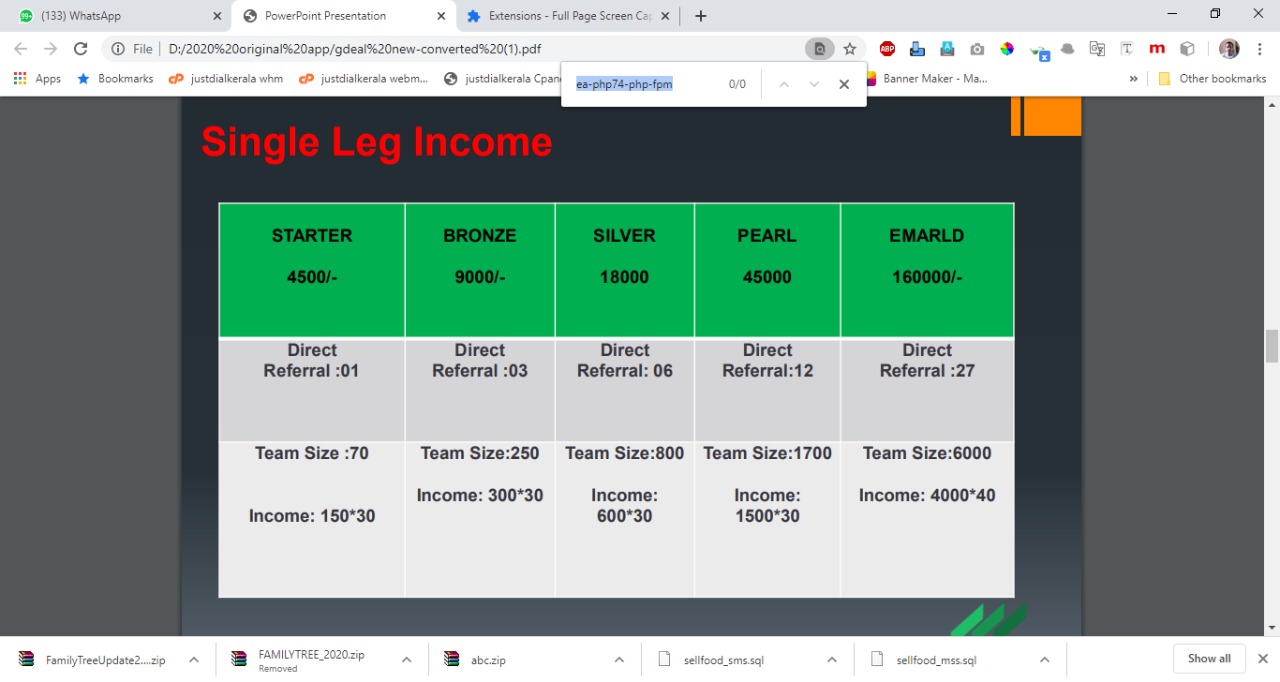 (133) WhatsApp
PowerPoint Presentation
Extensions - Full Page Screen Cap
File
D:/2020%20original%20app/gdeal%20new-converted%20(1).pdf
Apps
Bookmarks
justdialkerala whm
justdialkerala webm...
justdialkerala Cpan
Banner Maker - Ma...
»
Other bookmarks
ea-php74-php-fpm
0/0
Single Leg Income
STARTER
4500/-
BRONZE
9000/-
SILVER
18000
PEARL
45000
EMARLD
160000/-
Direct
Referral :01
Direct
Referral :03
Direct
Referral: 06
Direct
Referral:12
Direct
Referral :27
Team Size :70
Income: 150*30
Team Size:250
Income: 300*30
Team Size:800
Income:
600*30
Team Size:1700
Income:
1500*30
Team Size:6000
Income: 4000*40
FamilyTreeUpdate2....zip
FAMILYTREE_2020.zip
Removed
abc.zip
sellfood_sms.sql
sellfood_mss.sql
Show all